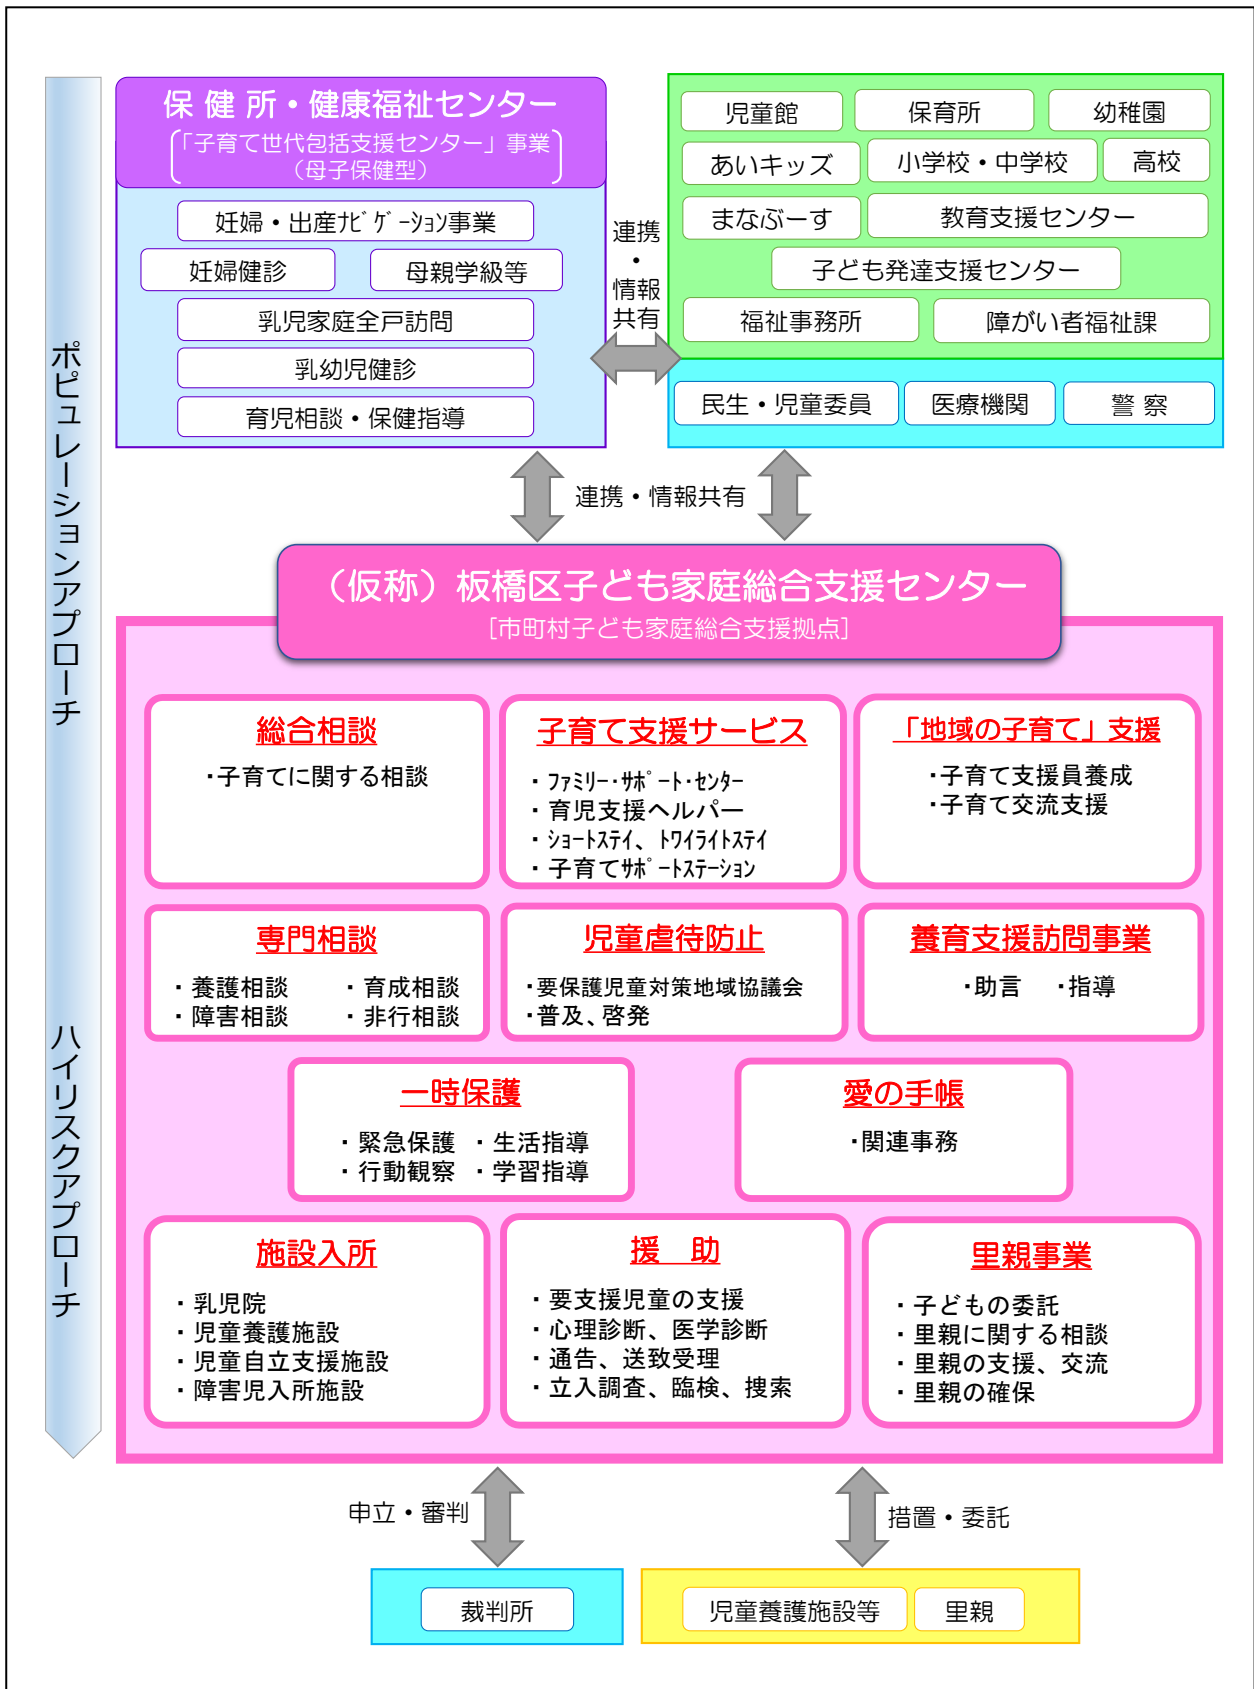 ポピュレーションアプローチ
ハイリスクアプローチ
保健所・健康福祉センター
「子育て世代包括支援センター」事業
（母子保健型）
妊婦・出産ﾅﾋﾞｹﾞｰｼｮﾝ事業
妊婦健診
母親学級等
乳児家庭全戸訪問
乳幼児健診
育児相談・保健指導
連携
・
情報
共有
児童館
保育所
幼稚園
あいキッズ
小学校・中学校
高校
まなぶーす
教育支援センター
子ども発達支援センター
福祉事務所
障がい者福祉課
民生・児童委員
医療機関
警察
連携・情報共有
（仮称）板橋区子ども家庭総合支援センター
[市町村子ども家庭総合支援拠点]
総合相談
・子育てに関する相談
子育て支援サービス
・ﾌｧﾐﾘｰ・ｻﾎﾟｰﾄ・ｾﾝﾀｰ
・育児支援ヘルパー
・ｼｮｰﾄｽﾃｲ、ﾄﾜｲﾗｲﾄｽﾃｲ
・子育てｻﾎﾟｰﾄｽﾃｰｼｮﾝ
「地域の子育て」支援
・子育て支援員養成
・子育て交流支援
専門相談
・養護相談 ・育成相談
・障害相談 ・非行相談
児童虐待防止
・要保護児童対策地域協議会
・普及、啓発
養育支援訪問事業
・助言 ・指導
一時保護
・緊急保護 ・生活指導
・行動観察 ・学習指導
愛の手帳
・関連事務
施設入所
・乳児院
・児童養護施設
・児童自立支援施設
・障害児入所施設
援 助
・要支援児童の支援
・心理診断、医学診断
・通告、送致受理
・立入調査、臨検、捜索
里親事業
・子どもの委託
・里親に関する相談
・里親の支援、交流
・里親の確保
申立・審判
措置・委託
裁判所
児童養護施設等
里親